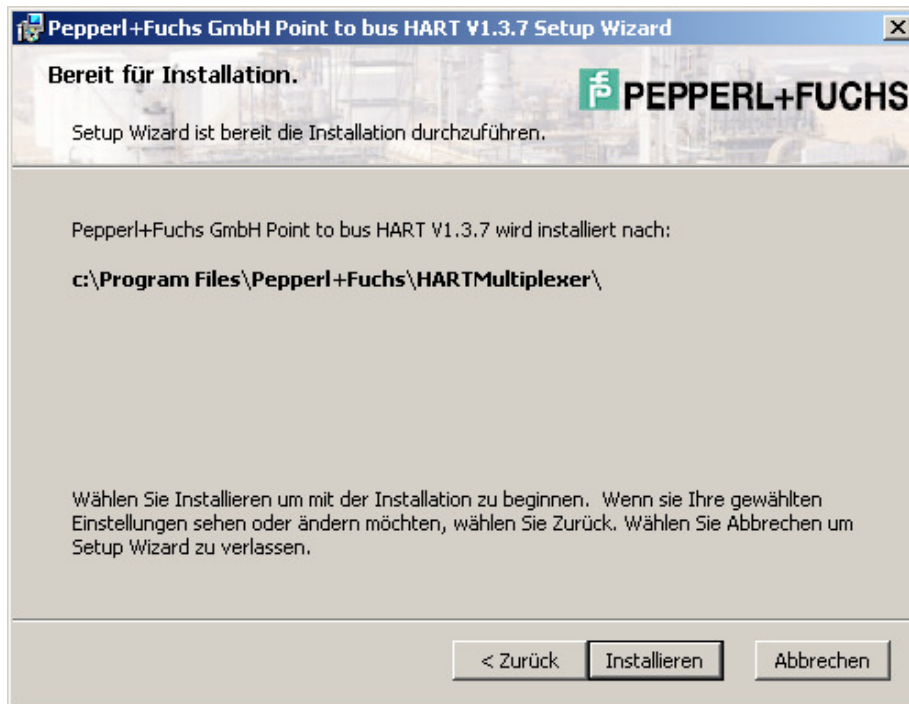 Pepperl+Fuchs GmbH Point to bus HART V1.3.7 Setup Wizard
Bereit für Installation.
PEPPERL+FUCHS
Setup Wizard ist bereit die Installation durchzuführen.
Pepperl+Fuchs GmbH Point to bus HART V1.3.7 wird installiert nach:
c:\Program Files\Pepperl+Fuchs\HARTMultiplexer\
Wählen Sie Installieren um mit der Installation zu beginnen.  Wenn sie Ihre gewählten
Einstellungen sehen oder ändern möchten, wählen Sie Zurück. Wählen Sie Abbrechen um
Setup Wizard zu verlassen.
< Zurück
Installieren
Abbrechen